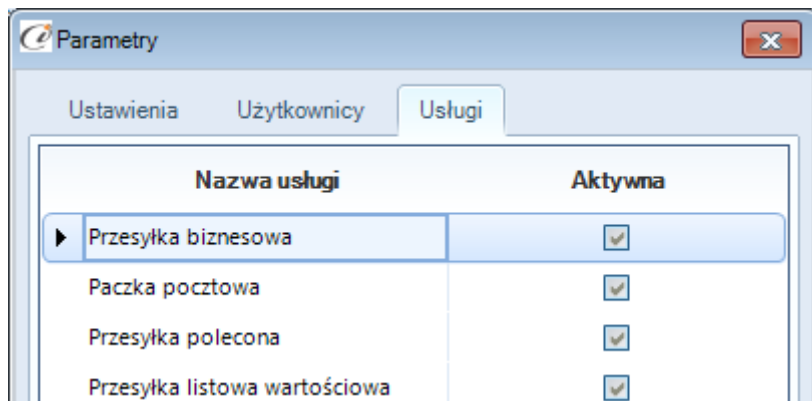 Parametry
Ustawienia Użytkownicy Usługi
Nazwa usługi Aktywna
Przesyłka biznesowa
Paczka pocztowa
Przesyłka polecona
Przesyłka listowa wartościowa